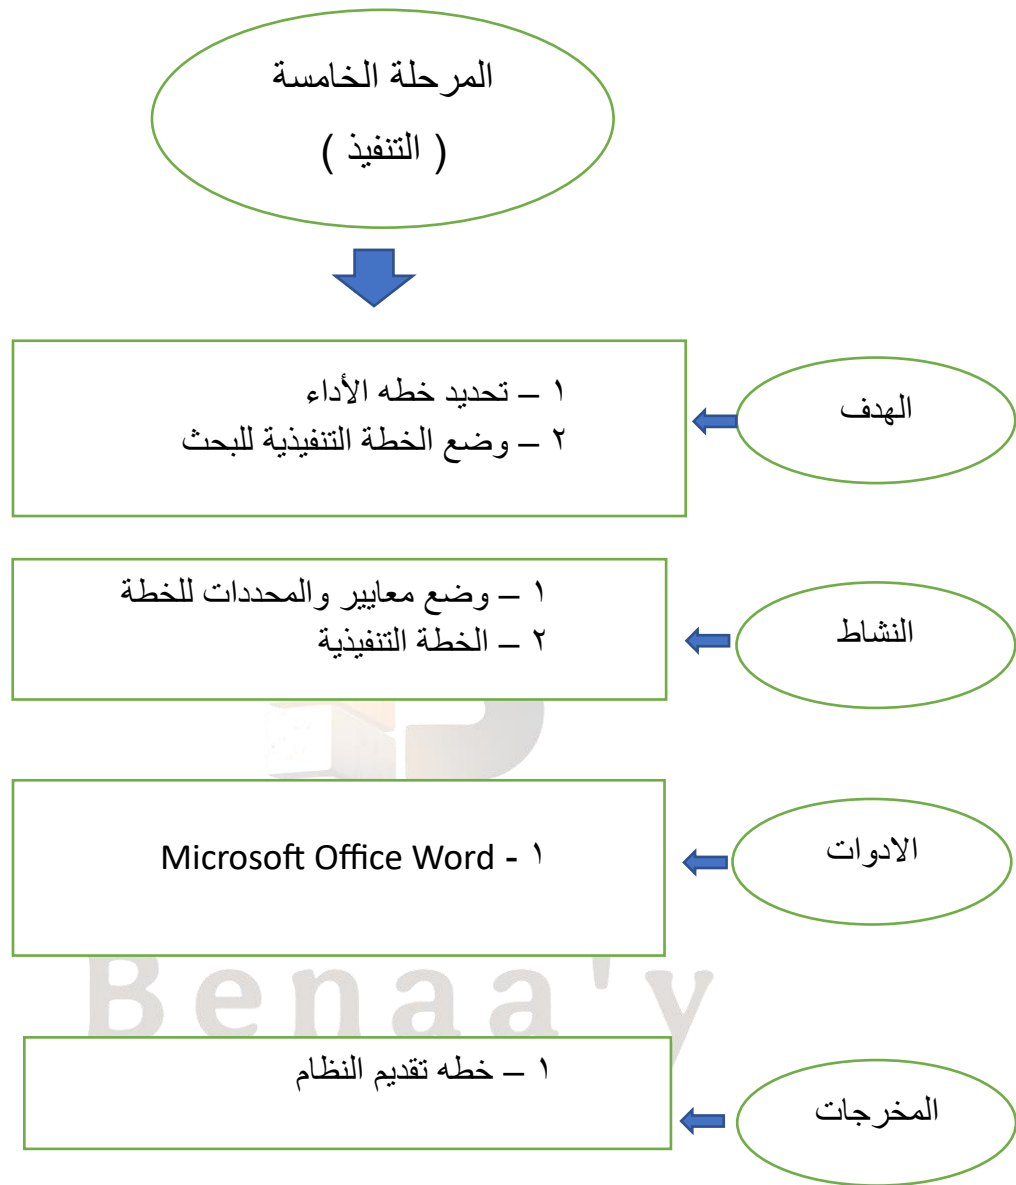 المرحلة الخامسة
( التنفيذ )
الهدف
١ – تحديد خطه الأداء
٢ – وضع الخطة التنفيذية للبحث
النشاط
١ – وضع معايير والمحددات للخطة
٢ – الخطة التنفيذية
الادوات
١ - Microsoft Office Word
Benaa'y
المخرجات
١ – خطه تقديم النظام